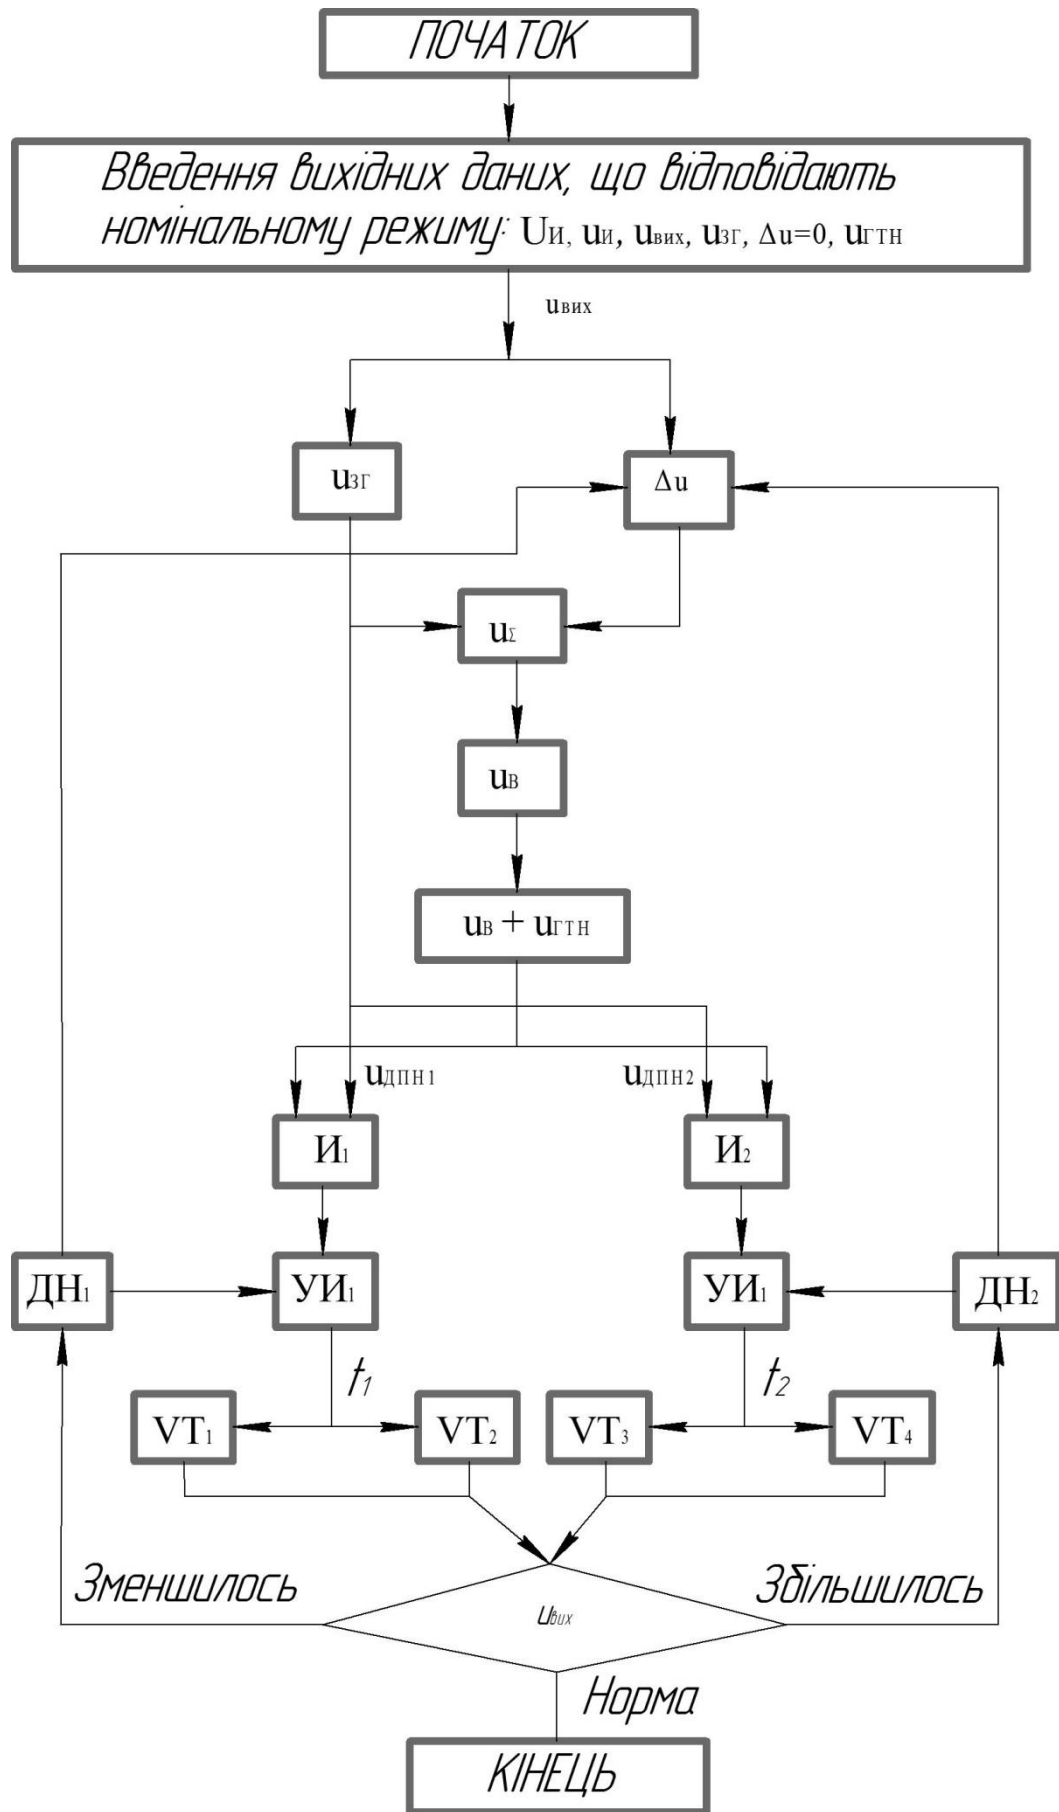 ПОЧАТОК
Введення вихідних даних, що відповідають
номінальному режиму: UИ, uИ, uвих, uЗГ, Δu=0, uГТН
uвих
uЗГ
Δu
uΣ
uВ
uВ + uГТН
uДПН1
uДПН2
И1
И2
ДН1
УИ1
УИ1
ДН2
t1
t2
VT1
VT2
VT3
VT4
Зменшилось
Збільшилось
uвих
Норма
КІНЕЦЬ